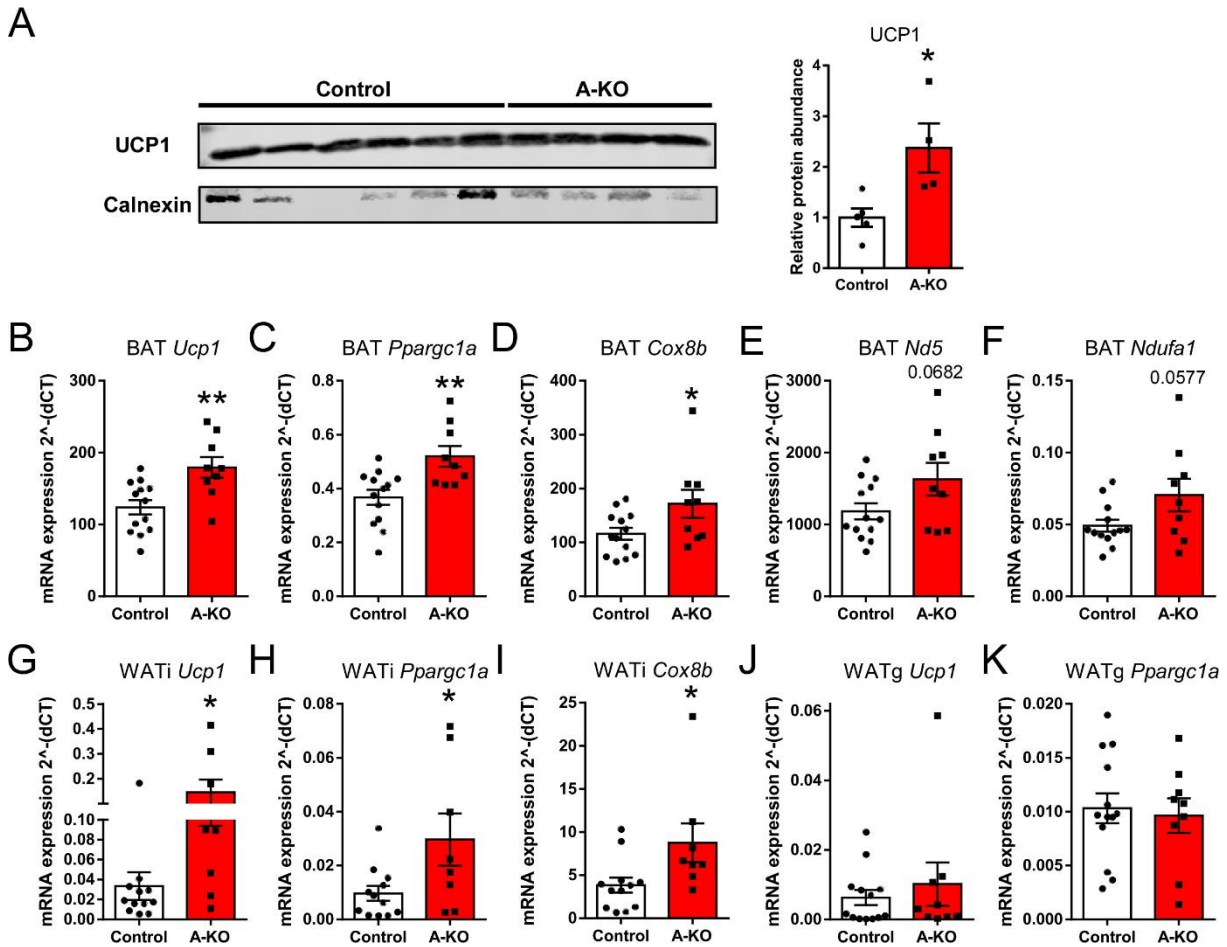 A
Control
A-KO
UCP1
Calnexin
UCP1
*
Relative protein abundance
4
3
2
1
0
Control
A-KO
B
BAT Ucp1
**
mRNA expression 2^-(dCT)
300
200
100
0
Control
A-KO
C
BAT Ppargc1a
**
mRNA expression 2^-(dCT)
0.8
0.6
0.4
0.2
0.0
Control
A-KO
D
BAT Cox8b
*
mRNA expression 2^-(dCT)
400
300
200
100
0
Control
A-KO
E
BAT Nd5
0.0682
mRNA expression 2^-(dCT)
3000
2000
1000
0
Control
A-KO
F
BAT Ndufa1
0.0577
mRNA expression 2^-(dCT)
0.15
0.10
0.05
0.00
Control
A-KO
G
WATi Ucp1
*
mRNA expression 2^-(dCT)
0.5
0.4
0.3
0.2
0.10
0.08
0.06
0.04
0.02
0.00
Control
A-KO
H
WATi Ppargc1a
*
mRNA expression 2^-(dCT)
0.08
0.06
0.04
0.02
0.00
Control
A-KO
I
WATi Cox8b
*
mRNA expression 2^-(dCT)
25
20
15
10
5
0
Control
A-KO
J
WATg Ucp1
mRNA expression 2^-(dCT)
0.06
0.04
0.02
0.00
Control
A-KO
K
WATg Ppargc1a
mRNA expression 2^-(dCT)
0.020
0.015
0.010
0.005
0.000
Control
A-KO